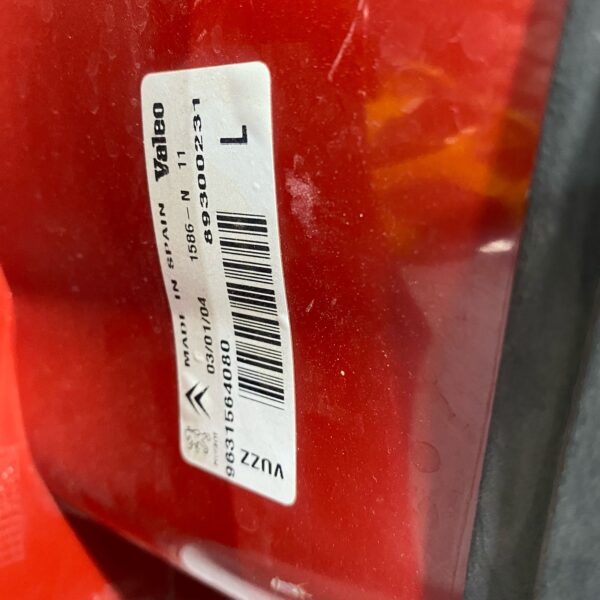 MADE IN SPAIN Valeo
03/01/04 1586-N 11
89300231
L
9631564080
VUZZ